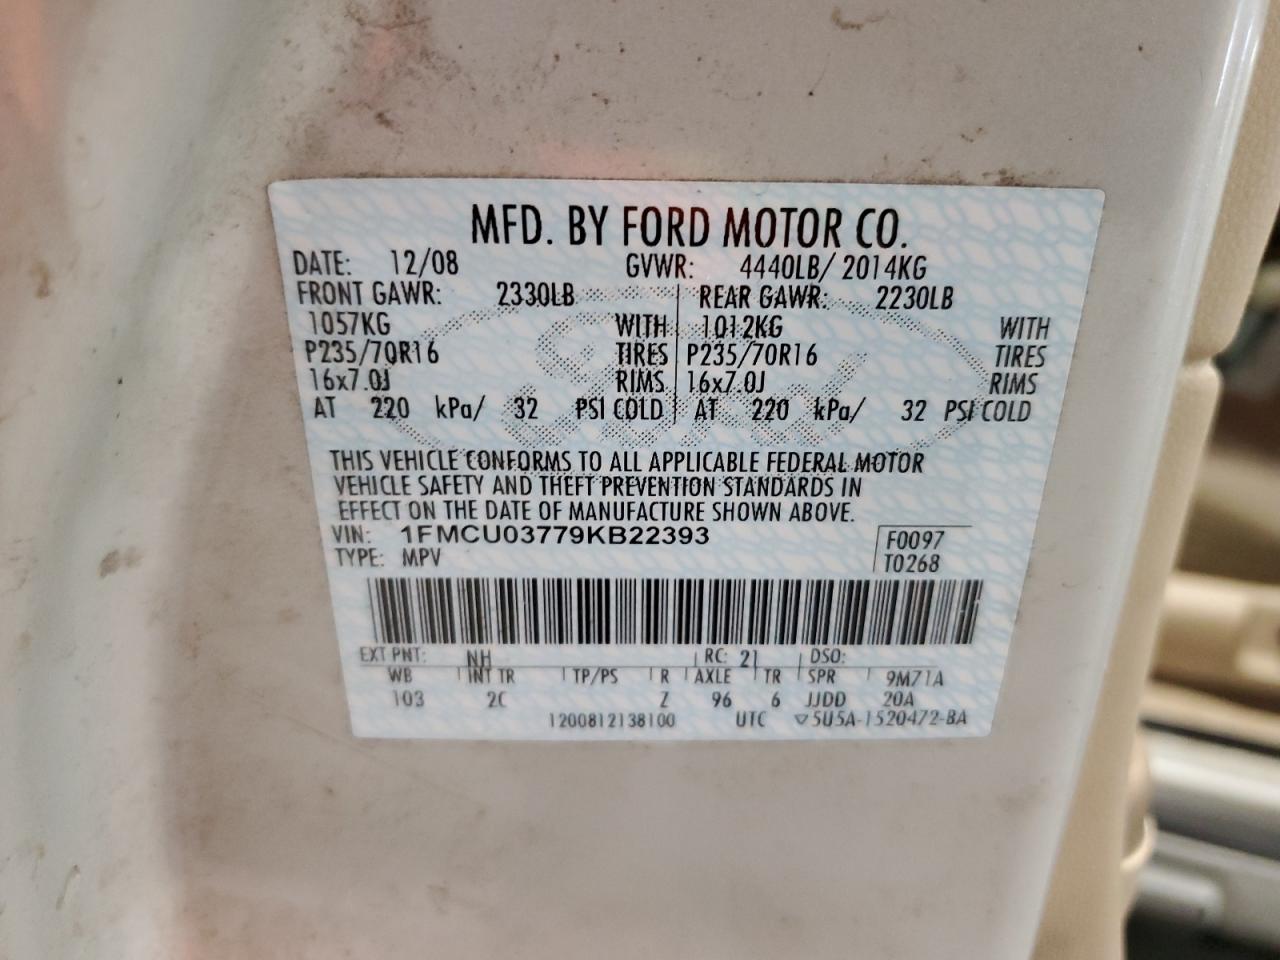 MFD. BY FORD MOTOR CO.
DATE: 12/08 GVWR: 4440LB/ 2014KG
FRONT GAWR: 2330LB REAR GAWR: 2230LB
1057KG WITH 1012KG WITH
P235/70R16 TIRES P235/70R16 TIRES
16x7.0J RIMS 16x7.0J RIMS
AT 220 kPa/ 32 PSI COLD AT 220 kPa/ 32 PSI COLD
THIS VEHICLE CONFORMS TO ALL APPLICABLE FEDERAL MOTOR
VEHICLE SAFETY AND THEFT PREVENTION STANDARDS IN
EFFECT ON THE DATE OF MANUFACTURE SHOWN ABOVE.
VIN: 1FMCU03779KB22393 F0097
TYPE: MPV T0268
EXT PNT: NH RC: 21 DSO:
WB INT TR TP/PS R AXLE TR SPR 9M71A
103 2C Z 96 6 JJDD 20A
1200812138100 UTC ▽5U5A-1520472-BA